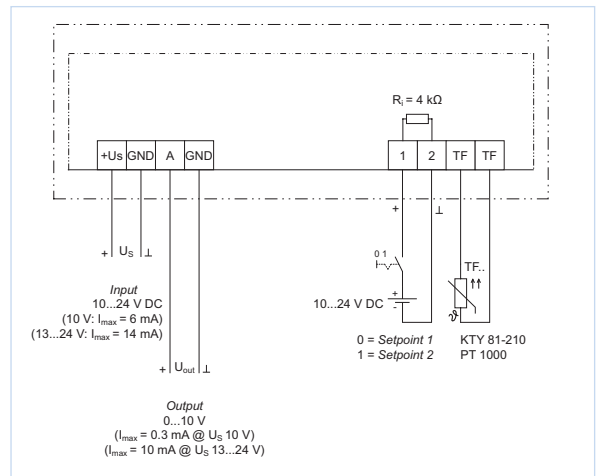 Ri = 4 kΩ
+Us GND A GND 1 2 TF TF
+ ⊥
+ US ⊥
0 1
TF..
Input
10...24 V DC
(10 V: Imax = 6 mA)
(13...24 V: Imax = 14 mA)
+
10...24 V DC
-
ϑ
0 = Setpoint 1
1 = Setpoint 2
KTY 81-210
PT 1000
+ Uout ⊥
Output
0...10 V
(Imax = 0.3 mA @ US 10 V)
(Imax = 10 mA @ US 13...24 V)